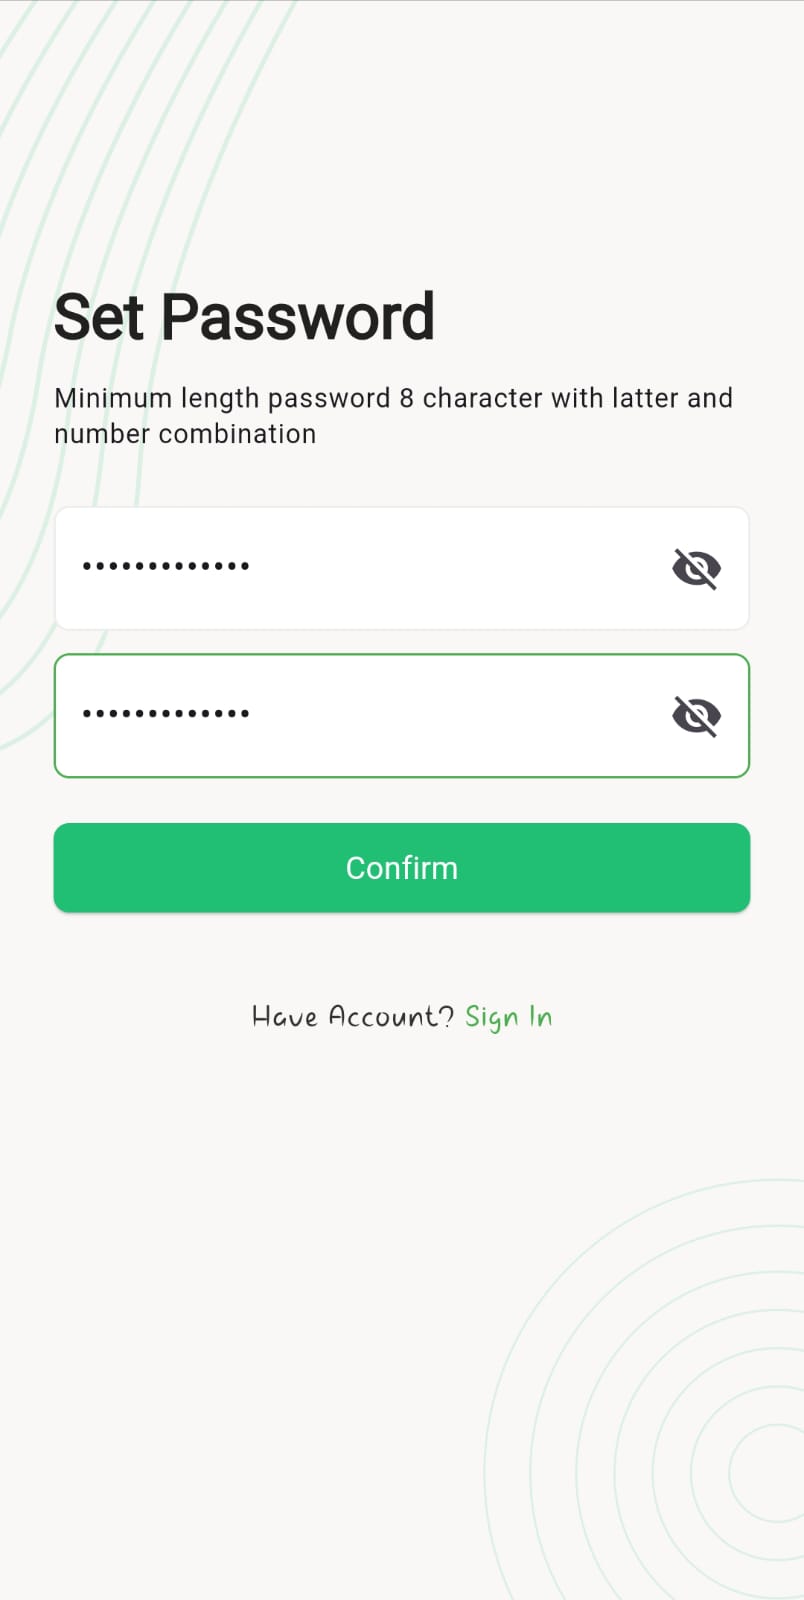 Set Password
Minimum length password 8 character with latter and
number combination
•••••••••••••
•••••••••••••
Confirm
Have Account? Sign In